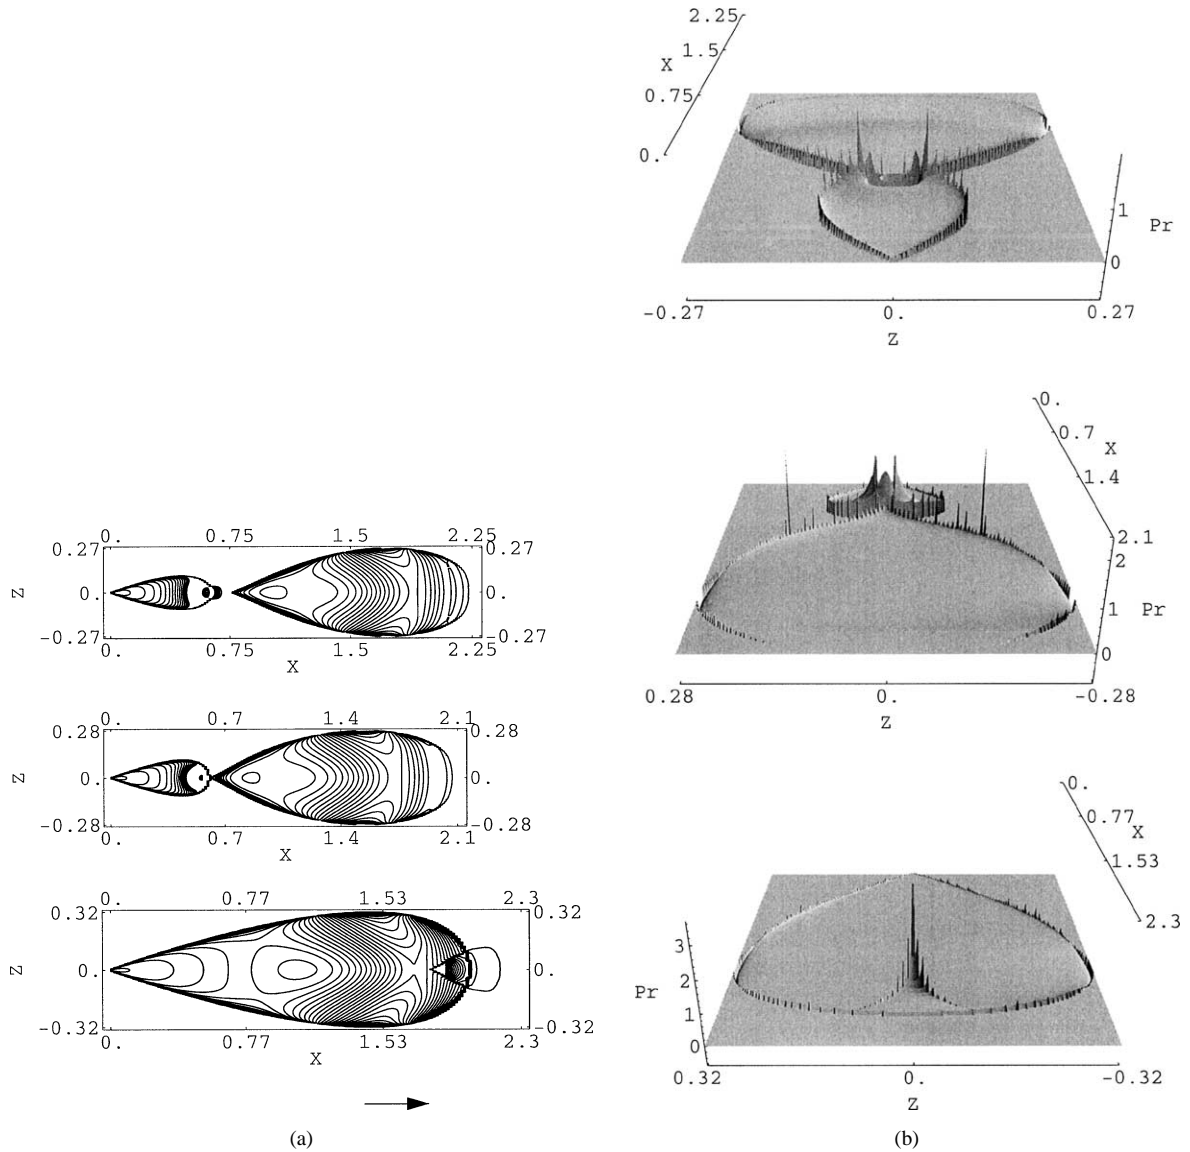 0. 0.75 1.5 2.25
0.27 0.27
Z 0. 0.
-0.27 -0.27
0. 0.75 1.5 2.25
X
0. 0.7 1.4 2.1
0.28 0.28
Z 0. 0.
-0.28 -0.28
0. 0.7 1.4 2.1
X
0. 0.77 1.53 2.3
0.32 0.32
Z 0. 0.
-0.32 -0.32
0. 0.77 1.53 2.3
X
(a)
2.25
1.5
X
0.75
0.
1
Pr
0
-0.27 0. 0.27
Z
0.
0.7
X
1.4
2.1
2
1 Pr
0
0.28 0. -0.28
Z
0.
0.77
X
1.53
2.3
3
2
Pr
1
0
0.32 0. -0.32
Z
(b)